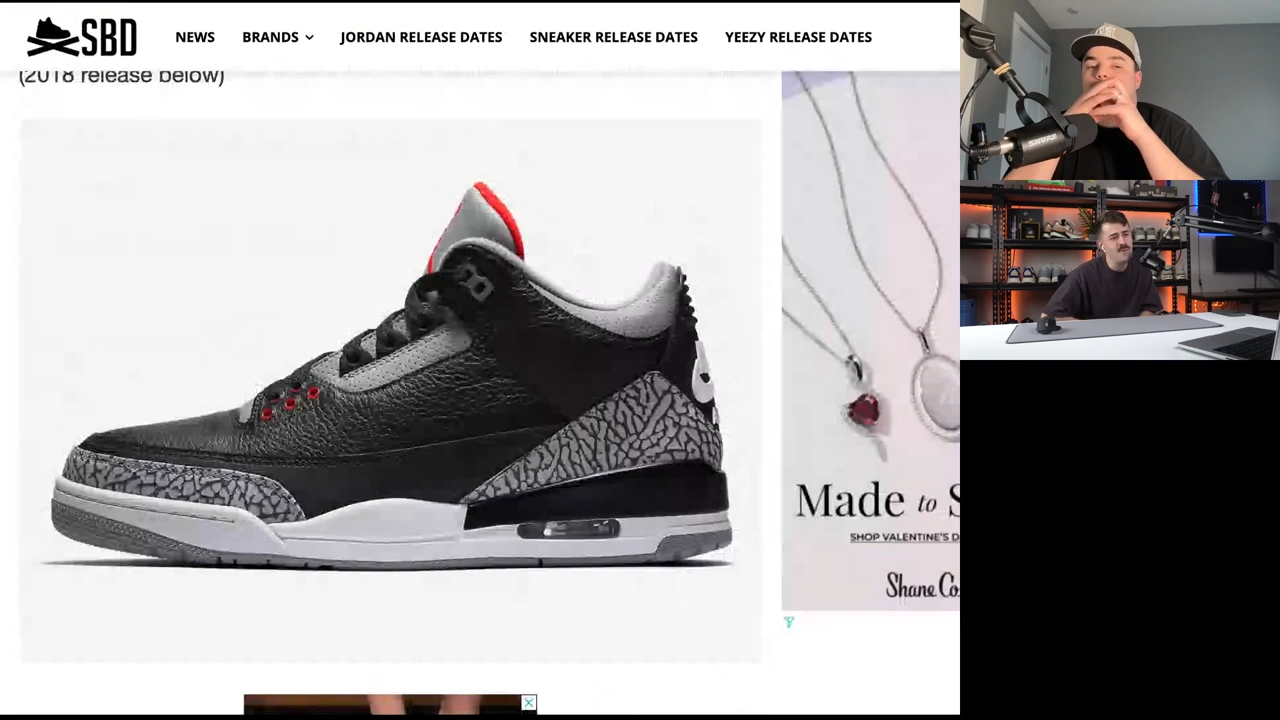 SBD
NEWS
BRANDS
JORDAN RELEASE DATES
SNEAKER RELEASE DATES
YEEZY RELEASE DATES
(2018 release below)
Made to S
SHOP VALENTINE'S D
Shane Co
SHURE